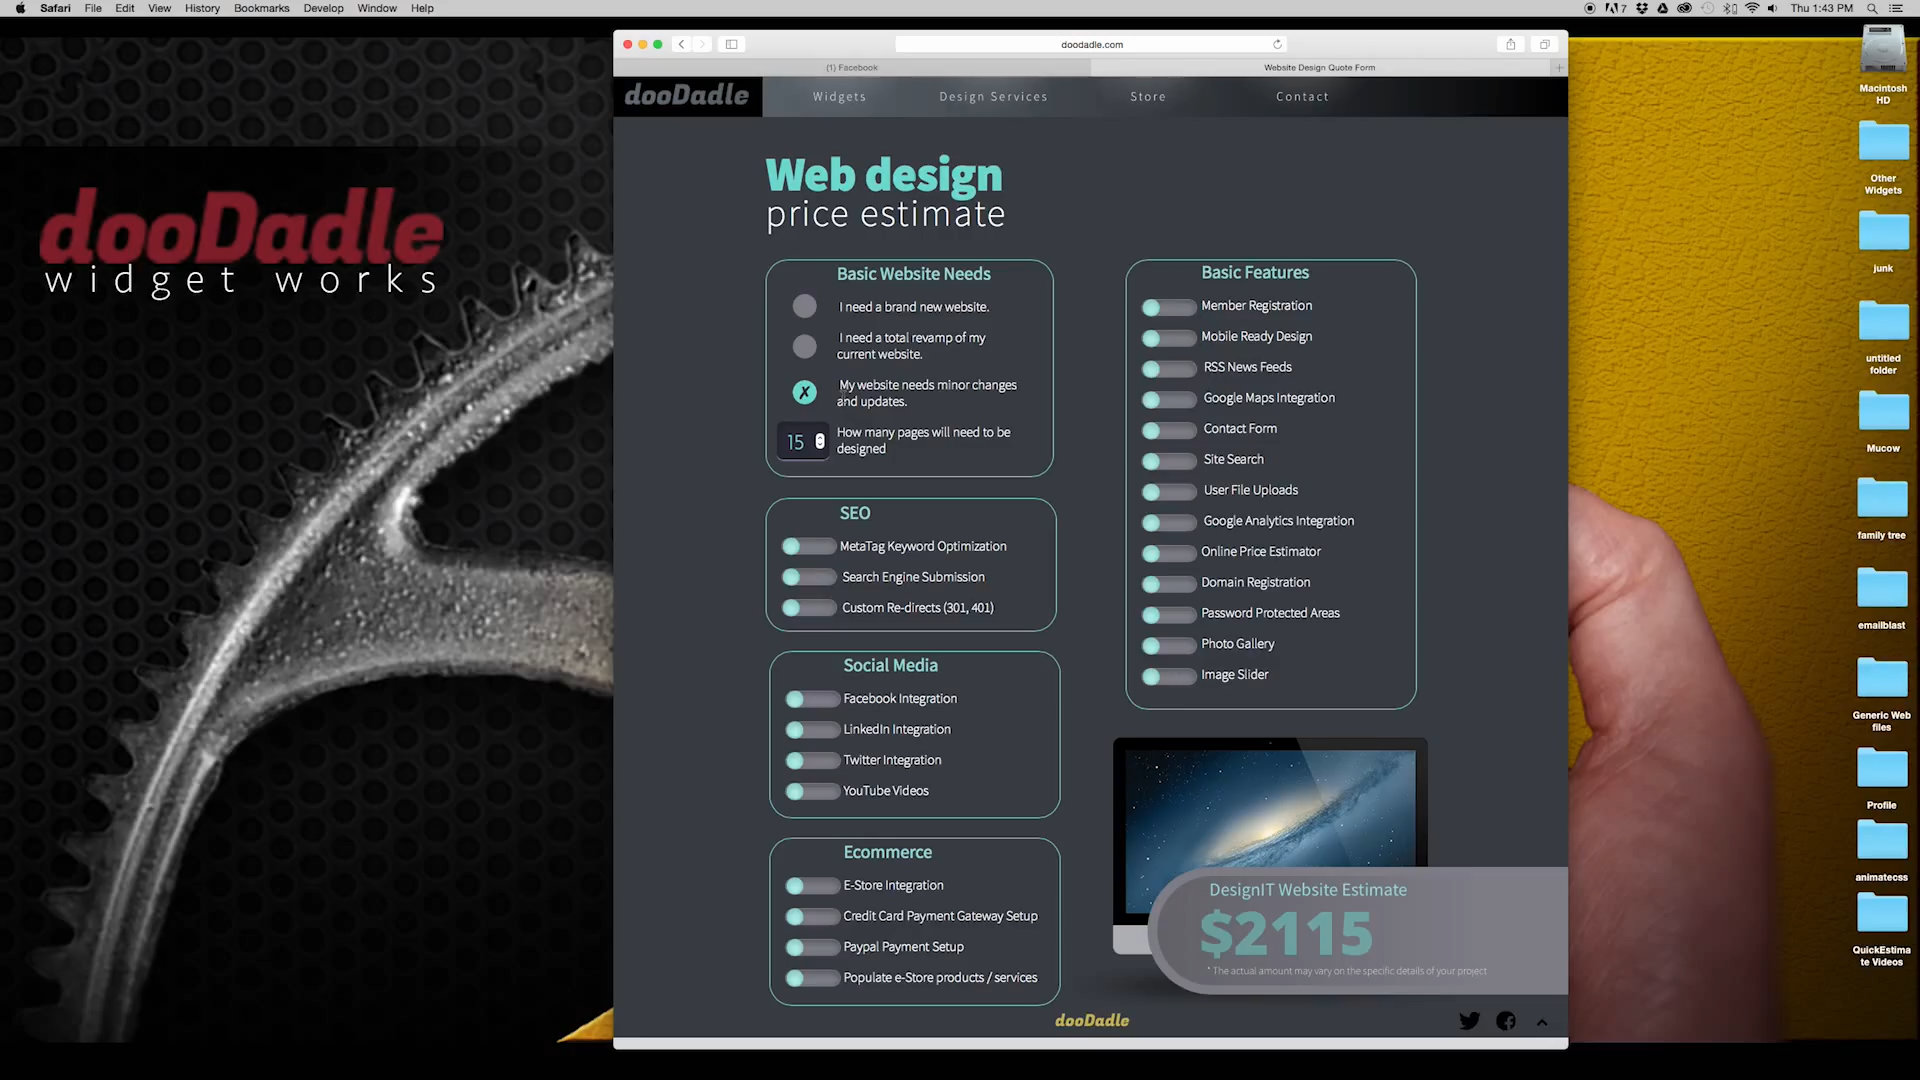 Safari File Edit View History Bookmarks Develop Window Help
7 Thu 1:43 PM
doodadle.com
(1) Facebook
Website Design Quote Form
dooDadle
Widgets
Design Services
Store
Contact
dooDadle
widget works
Web design
price estimate
Basic Website Needs
I need a brand new website.
I need a total revamp of my
current website.
My website needs minor changes
and updates.
15
How many pages will need to be
designed
SEO
MetaTag Keyword Optimization
Search Engine Submission
Custom Re-directs (301, 401)
Social Media
Facebook Integration
LinkedIn Integration
Twitter Integration
YouTube Videos
Ecommerce
E-Store Integration
Credit Card Payment Gateway Setup
Paypal Payment Setup
Populate e-Store products / services
Basic Features
Member Registration
Mobile Ready Design
RSS News Feeds
Google Maps Integration
Contact Form
Site Search
User File Uploads
Google Analytics Integration
Online Price Estimator
Domain Registration
Password Protected Areas
Photo Gallery
Image Slider
DesignIT Website Estimate
$2115
* The actual amount may vary on the specific details of your project
dooDadle
Macintosh
HD
Other
Widgets
junk
untitled
folder
Mucow
family tree
emailblast
Generic Web
files
Profile
animatecss
QuickEstima
te Videos